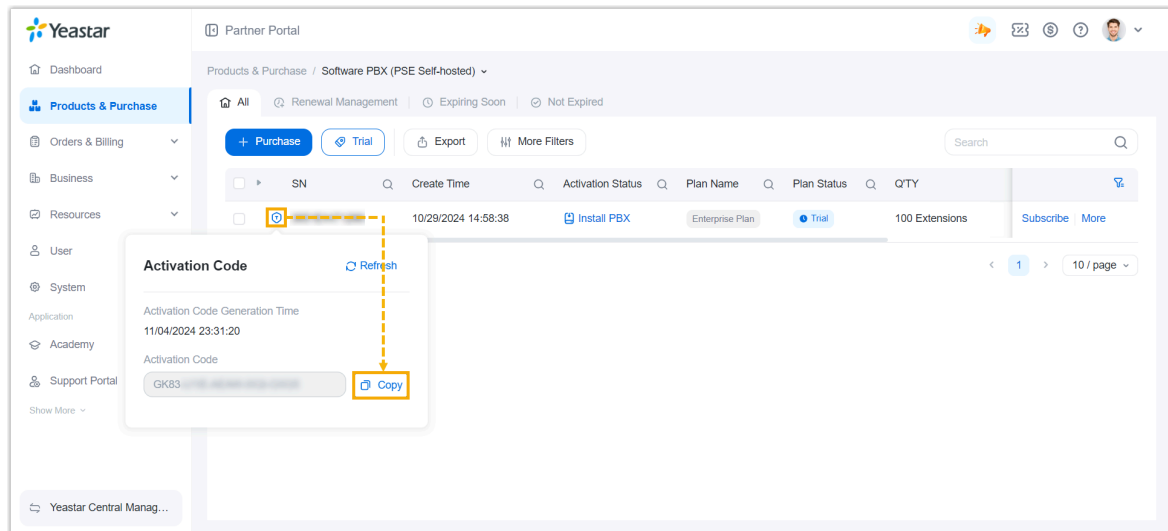 Yeastar
Partner Portal
Dashboard
Products & Purchase
Orders & Billing
Business
Resources
User
System
Application
Academy
Support Portal
Show More
Yeastar Central Manag...
Products & Purchase / Software PBX (PSE Self-hosted)
All Renewal Management Expiring Soon Not Expired
+ Purchase Trial Export More Filters Search
SN Create Time Activation Status Plan Name Plan Status Q'TY
10/29/2024 14:58:38 Install PBX Enterprise Plan Trial 100 Extensions Subscribe More
< 1 > 10 / page
Activation Code Refresh
Activation Code Generation Time
11/04/2024 23:31:20
Activation Code
GK83 Copy